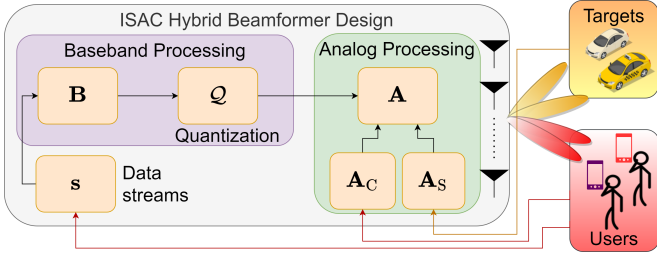 ISAC Hybrid Beamformer Design
Baseband Processing
Analog Processing
Targets
B
𝒬
A
Quantization
s
Data
streams
A_C
A_S
Users